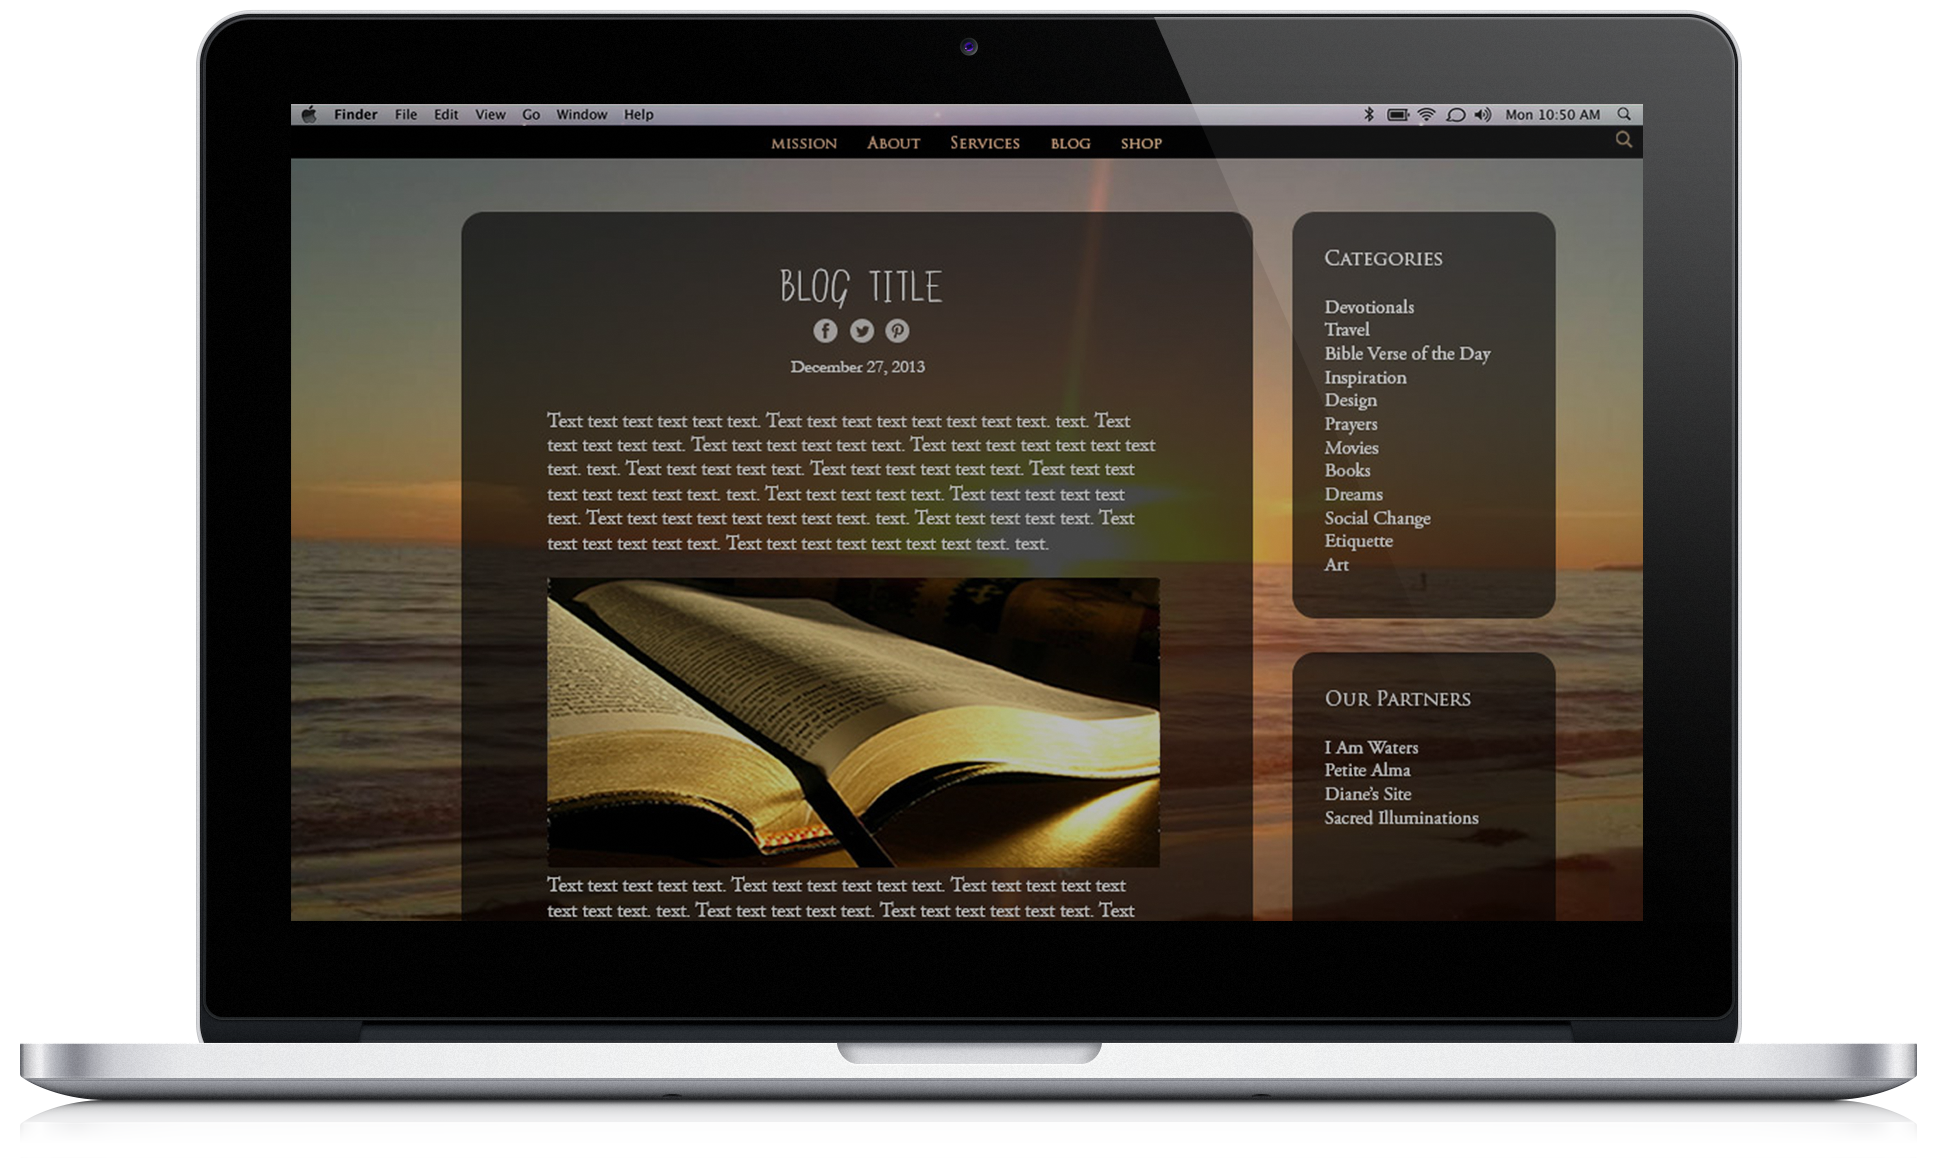 Finder File Edit View Go Window Help Mon 10:50 AM
MISSION ABOUT SERVICES BLOG SHOP
BLOG TITLE
December 27, 2013
Text text text text text text. Text text text text text text text text. text. Text
text text text text. Text text text text text text. Text text text text text text text
text. text. Text text text text text. Text text text text text text. Text text text
text text text text text. text. Text text text text text text. Text text text text text
text. Text text text text text text text text. text. Text text text text text. Text
text text text text text. Text text text text text text text text. text.
Text text text text text text. Text text text text text text. Text text text text text
text text text. text. Text text text text text. Text text text text text text. Text
CATEGORIES
Devotionals
Travel
Bible Verse of the Day
Inspiration
Design
Prayers
Movies
Books
Dreams
Social Change
Etiquette
Art
OUR PARTNERS
I Am Waters
Petite Alma
Diane's Site
Sacred Illuminations